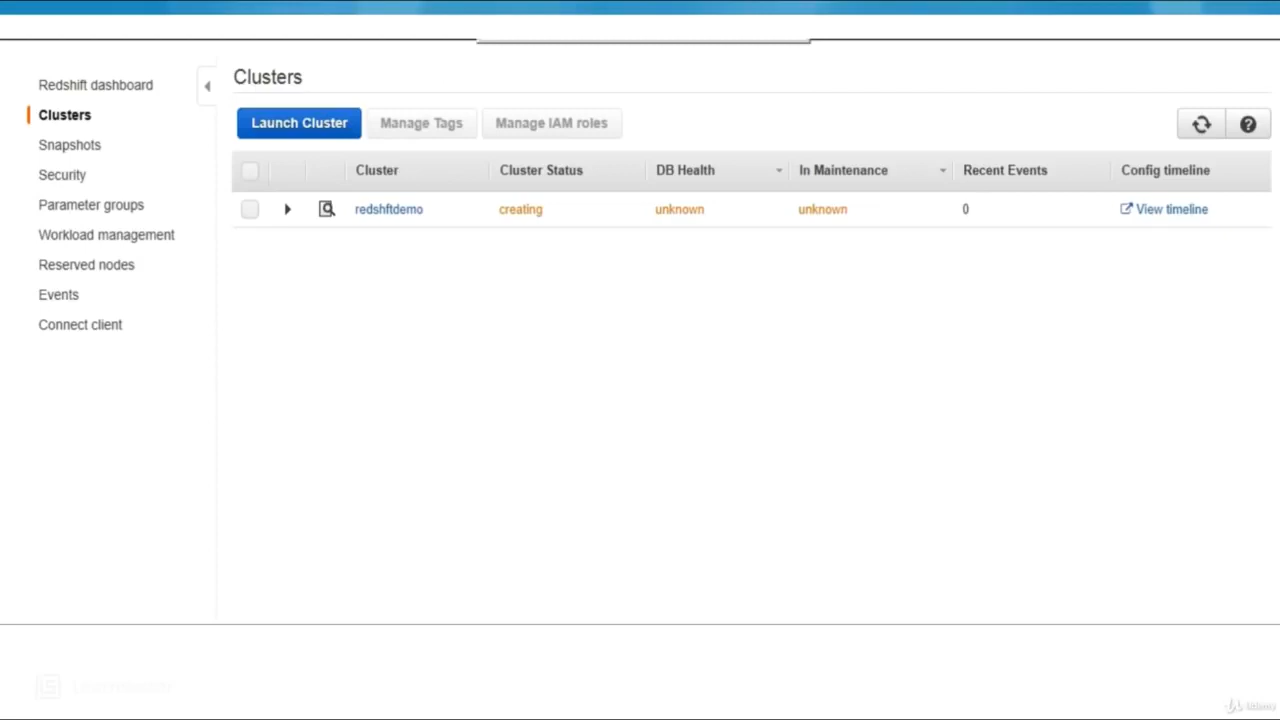 Redshift dashboard
Clusters
Snapshots
Security
Parameter groups
Workload management
Reserved nodes
Events
Connect client
Clusters
Launch Cluster Manage Tags Manage IAM roles
Cluster Cluster Status DB Health In Maintenance Recent Events Config timeline
redshftdemo creating unknown unknown 0 View timeline
Udemy